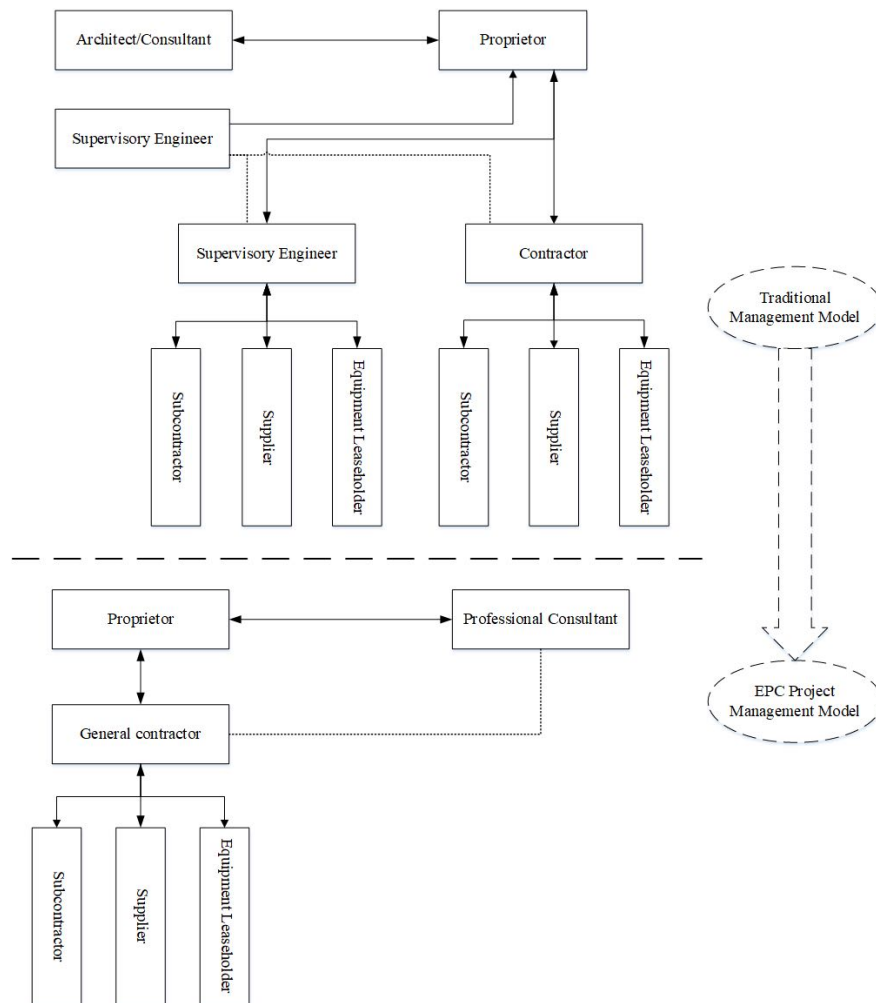 Architect/Consultant
Proprietor
Supervisory Engineer
Supervisory Engineer
Contractor
Subcontractor
Supplier
Equipment Leaseholder
Subcontractor
Supplier
Equipment Leaseholder
Traditional
Management Model
Proprietor
Professional Consultant
General contractor
Subcontractor
Supplier
Equipment Leaseholder
EPC Project
Management Model